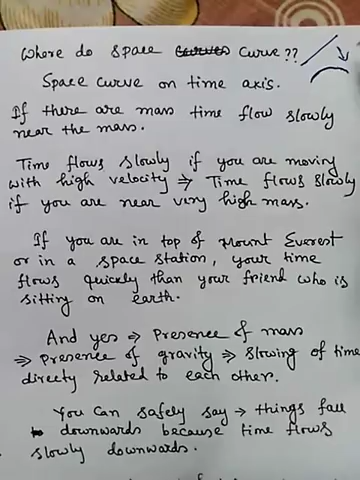 Where do space curve??
Space curve on time axis.
If there are mass time flow slowly
near the mass.
Time flows slowly if you are moving
with high velocity ⇒ Time flows slowly
if you are near very high mass.
If you are in top of Mount Everest
or in a space station, your time
flows quickly than your friend who is
sitting on earth.
And yes ⇒ Presence of mass
⇒ presence of gravity ⇒ slowing of time
directly related to each other.
You can safely say → things fall
downwards because time flows
slowly downwards.